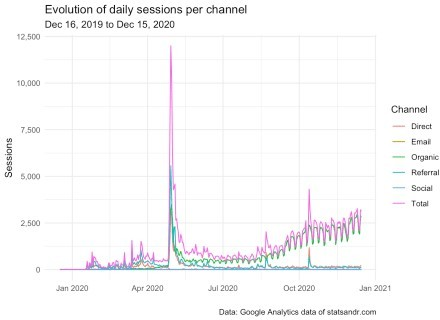 Evolution of daily sessions per channel
Dec 16, 2019 to Dec 15, 2020
12,500
10,000
7,500
5,000
2,500
0
Sessions
Jan 2020
Apr 2020
Jul 2020
Oct 2020
Jan 2021
Channel
Direct
Email
Organic
Referral
Social
Total
Data: Google Analytics data of statsandr.com